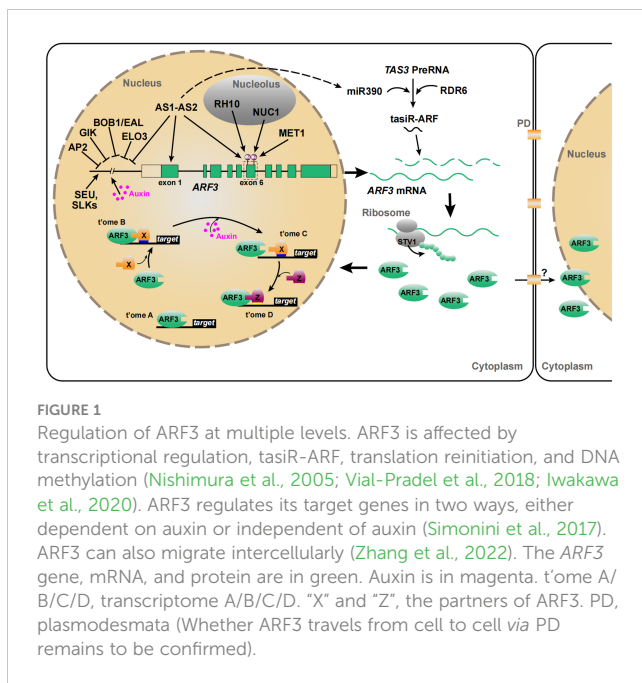 Nucleus
Nucleolus
RH10
NUC1
AS1-AS2
BOB1/EAL
GIK
ELO3
AP2
MET1
SEU,
SLKs
Auxin
exon 1
ARF3
exon 6
TAS3 PreRNA
miR390
RDR6
tasiR-ARF
ARF3 mRNA
Ribosome
STV1
PD
Nucleus
t'ome B
ARF3
X
target
Auxin
t'ome C
ARF3
X
target
X
ARF3
Z
t'ome A
ARF3
target
ARF3
Z
target
t'ome D
ARF3
ARF3
ARF3
ARF3
ARF3
?
ARF3
ARF3
ARF3
Cytoplasm
Cytoplasm
FIGURE 1
Regulation of ARF3 at multiple levels. ARF3 is affected by
transcriptional regulation, tasiR-ARF, translation reinitiation, and DNA
methylation (Nishimura et al., 2005; Vial-Pradel et al., 2018; Iwakawa
et al., 2020). ARF3 regulates its target genes in two ways, either
dependent on auxin or independent of auxin (Simonini et al., 2017).
ARF3 can also migrate intercellularly (Zhang et al., 2022). The ARF3
gene, mRNA, and protein are in green. Auxin is in magenta. t'ome A/
B/C/D, transcriptome A/B/C/D. “X” and “Z”, the partners of ARF3. PD,
plasmodesmata (Whether ARF3 travels from cell to cell via PD
remains to be confirmed).